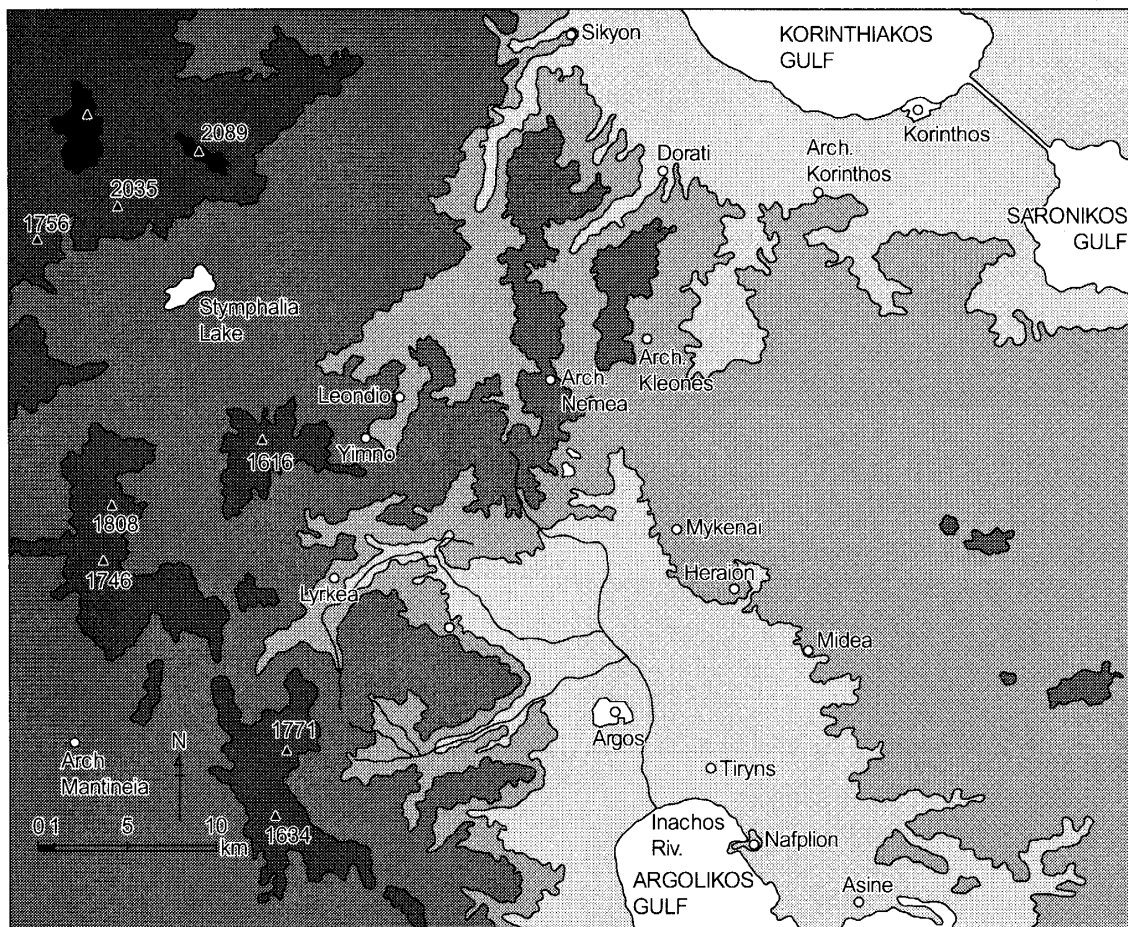 Sikyon
KORINTHIAKOS
GULF
Korinthos
2089
Dorati
Arch.
Korinthos
2035
1756
SARONIKOS
GULF
Stymphalia
Lake
Arch.
Kleones
Leondio
Arch.
Nemea
Yimno
1616
1808
Mykenai
1746
Lyrkea
Heraion
Midea
1771
Argos
N
Arch
Mantineia
Tiryns
0 1 5 10
km
1634
Inachos
Riv.
Nafplion
ARGOLIKOS
GULF
Asine